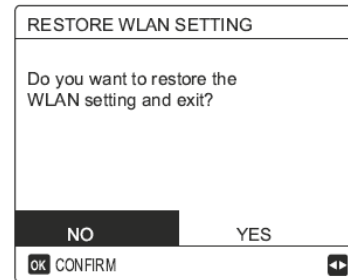 RESTORE WLAN SETTING
Do you want to restore the
WLAN setting and exit?
NO YES
OK CONFIRM